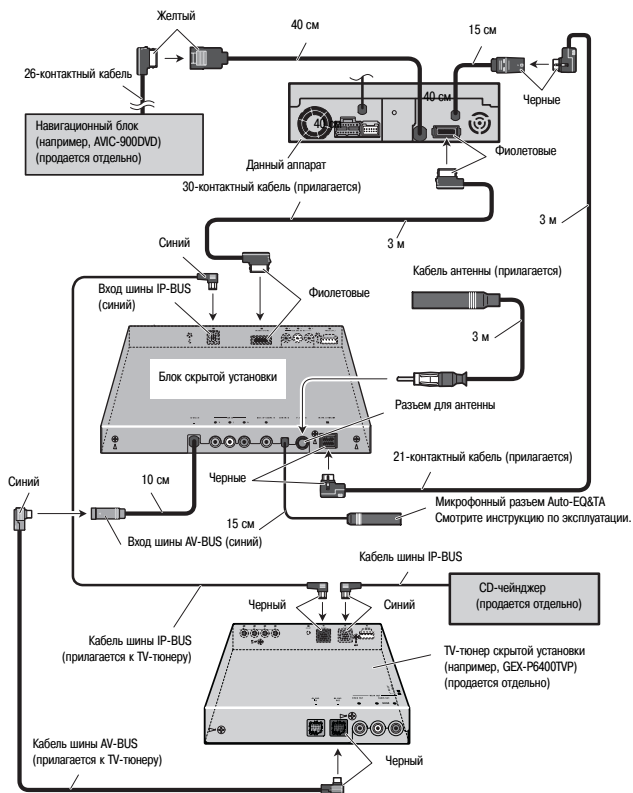 Желтый
40 см
15 см
26-контактный кабель
Черные
40 см
40
Навигационный блок
(например, AVIC-900DVD)
(продается отдельно)
Данный аппарат
Фиолетовые
30-контактный кабель (прилагается)
3 м
3 м
Синий
Кабель антенны (прилагается)
Вход шины IP-BUS
(синий)
Фиолетовые
3 м
Блок скрытой установки
Разъем для антенны
Черные
21-контактный кабель (прилагается)
Синий
10 см
Микрофонный разъем Auto-EQ&TA
Смотрите инструкцию по эксплуатации.
15 см
Вход шины AV-BUS (синий)
Кабель шины IP-BUS
Черный
Синий
CD-чейнджер
(продается отдельно)
Кабель шины IP-BUS
(прилагается к TV-тюнеру)
TV-тюнер скрытой установки
(например, GEX-P6400TVP)
(продается отдельно)
Кабель шины AV-BUS
(прилагается к TV-тюнеру)
Черный